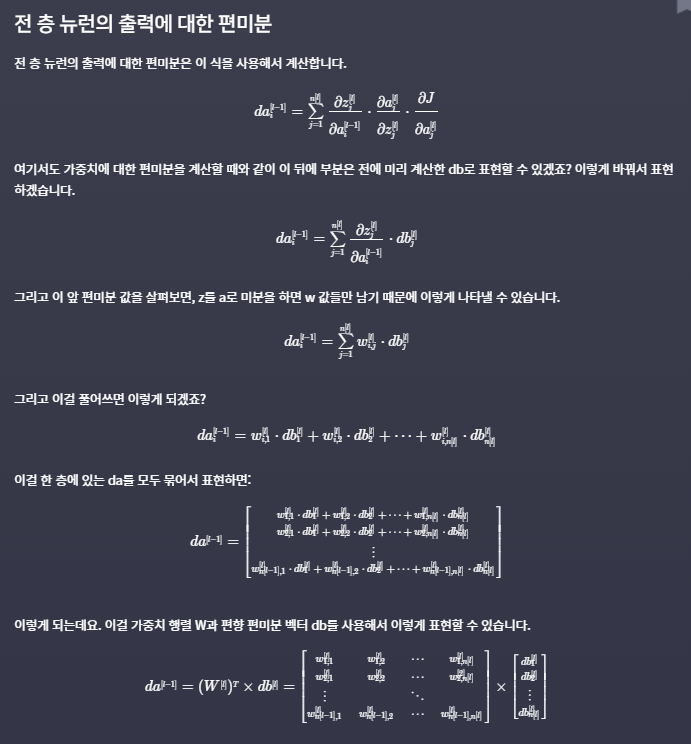 전 층 뉴런의 출력에 대한 편미분
전 층 뉴런의 출력에 대한 편미분은 이 식을 사용해서 계산합니다.
$da_i^{[l-1]} = \sum_{j=1}^{n^{[l]}} \frac{\partial z_j^{[l]}}{\partial a_i^{[l-1]}} \cdot \frac{\partial a_j^{[l]}}{\partial z_j^{[l]}} \cdot \frac{\partial J}{\partial a_j^{[l]}}$
여기서도 가중치에 대한 편미분을 계산할 때와 같이 이 뒤에 부분은 전에 미리 계산한 db로 표현할 수 있겠죠? 이렇게 바꿔서 표현
하겠습니다.
$da_i^{[l-1]} = \sum_{j=1}^{n^{[l]}} \frac{\partial z_j^{[l]}}{\partial a_i^{[l-1]}} \cdot db_j^{[l]}$
그리고 이 앞 편미분 값을 살펴보면, z를 a로 미분을 하면 w 값들만 남기 때문에 이렇게 나타낼 수 있습니다.
$da_i^{[l-1]} = \sum_{j=1}^{n^{[l]}} w_{i,j}^{[l]} \cdot db_j^{[l]}$
그리고 이걸 풀어쓰면 이렇게 되겠죠?
$da_i^{[l-1]} = w_{i,1}^{[l]} \cdot db_1^{[l]} + w_{i,2}^{[l]} \cdot db_2^{[l]} + \cdots + w_{i,n^{[l]}}^{[l]} \cdot db_{n^{[l]}}^{[l]}$
이걸 한 층에 있는 da를 모두 묶어서 표현하면:
$da^{[l-1]} = \begin{bmatrix} w_{1,1}^{[l]} \cdot db_1^{[l]} + w_{1,2}^{[l]} \cdot db_2^{[l]} + \cdots + w_{1,n^{[l]}}^{[l]} \cdot db_{n^{[l]}}^{[l]} \\ w_{2,1}^{[l]} \cdot db_1^{[l]} + w_{2,2}^{[l]} \cdot db_2^{[l]} + \cdots + w_{2,n^{[l]}}^{[l]} \cdot db_{n^{[l]}}^{[l]} \\ \vdots \\ w_{n^{[l-1]},1}^{[l]} \cdot db_1^{[l]} + w_{n^{[l-1]},2}^{[l]} \cdot db_2^{[l]} + \cdots + w_{n^{[l-1]},n^{[l]}}^{[l]} \cdot db_{n^{[l]}}^{[l]} \end{bmatrix}$
이렇게 되는데요. 이걸 가중치 행렬 W과 편향 편미분 벡터 db를 사용해서 이렇게 표현할 수 있습니다.
$da^{[l-1]} = (W^{[l]})^T \times db^{[l]} = \begin{bmatrix} w_{1,1}^{[l]} & w_{1,2}^{[l]} & \cdots & w_{1,n^{[l]}}^{[l]} \\ w_{2,1}^{[l]} & w_{2,2}^{[l]} & \cdots & w_{2,n^{[l]}}^{[l]} \\ \vdots & & \ddots & \vdots \\ w_{n^{[l-1]},1}^{[l]} & w_{n^{[l-1]},2}^{[l]} & \cdots & w_{n^{[l-1]},n^{[l]}}^{[l]} \end{bmatrix} \times \begin{bmatrix} db_1^{[l]} \\ db_2^{[l]} \\ \vdots \\ db_{n^{[l]}}^{[l]} \end{bmatrix}$